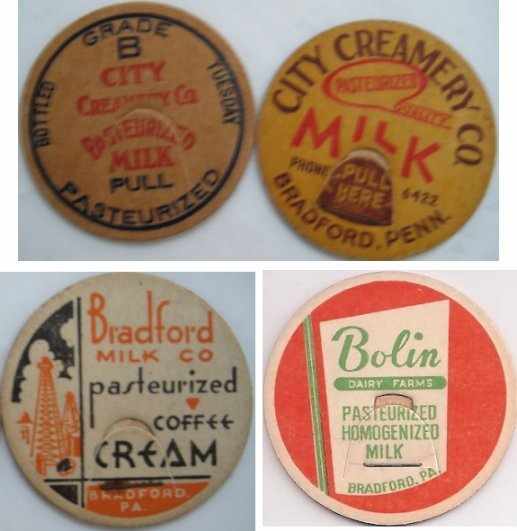 GRADE
B
BOTTLED
TUESDAY
CITY
CREAMERY CO.
PASTEURIZED
MILK
PULL
PASTEURIZED
CITY CREAMERY CO.
PASTEURIZED
QUALITY
MILK
PHONE
6422
PULL
HERE
BRADFORD, PENN.
Bradford
MILK CO
pasteurized
COFFEE
CREAM
BRADFORD
PA.
Bolin
DAIRY FARMS
PASTEURIZED
HOMOGENIZED
MILK
BRADFORD, PA.